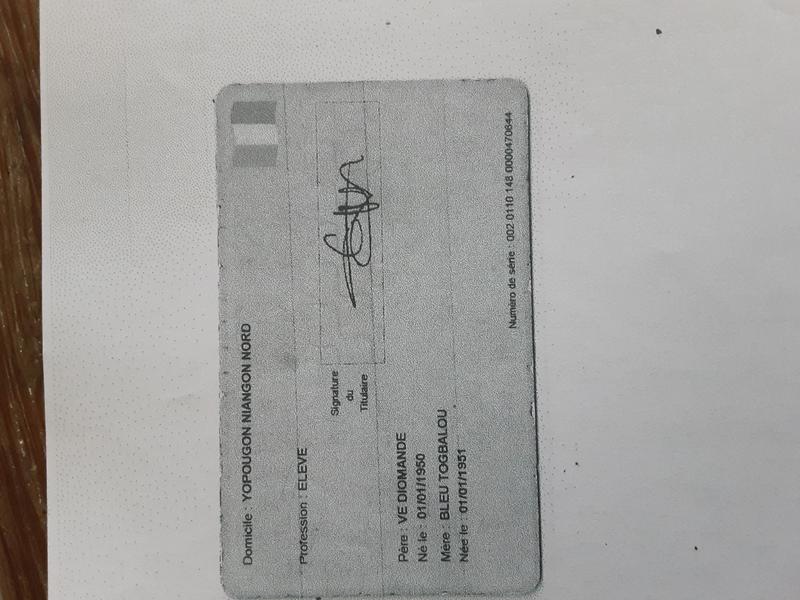 Domicile : YOPOUGON NIANGON NORD
Profession : ELEVE
Signature
du
Titulaire
Père : VE DIOMANDE
Né le : 01/01/1950
Mère : BLEU TOGBALOU
Née le : 01/01/1951
Numéro de série : 002 0110 148 0000470644